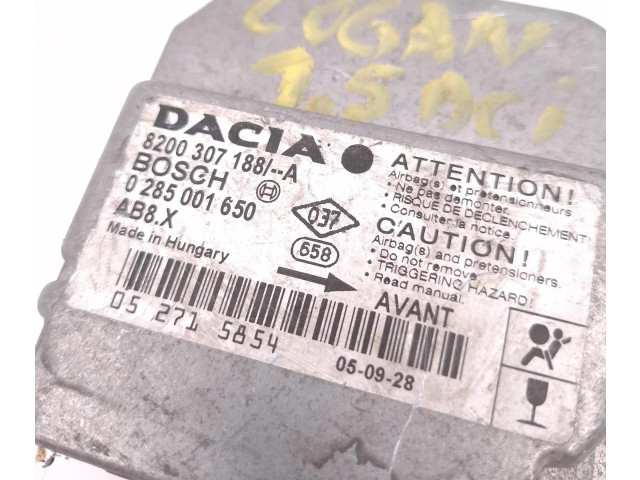 LOGAN
1.5 DCi
DACIA
8200 307 188/--A
BOSCH
0 285 001 650
AB8.X
Made in Hungary
037
658
ATTENTION!
Airbag(s) et prétensionneurs
• Ne pas démonter.
• RISQUE DE DÉCLENCHEMENT
• Consulter la notice.
CAUTION!
Airbag(s) and pretensioners.
• Do not remove.
• TRIGGERING HAZARD!
• Read manual.
AVANT
05 271 5854
05-09-28